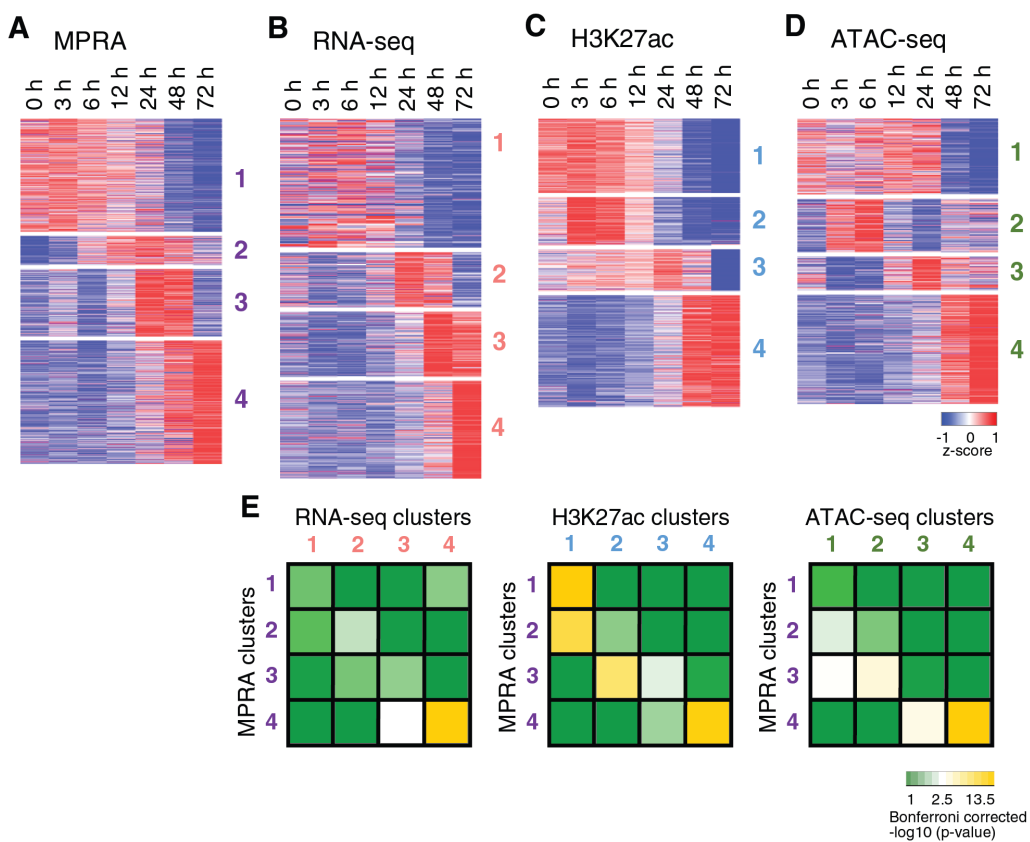 A
MPRA
0 h 3 h 6 h 12 h 24 h 48 h 72 h
1
2
3
4
B
RNA-seq
0 h 3 h 6 h 12 h 24 h 48 h 72 h
1
2
3
4
C
H3K27ac
0 h 3 h 6 h 12 h 24 h 48 h 72 h
1
2
3
4
D
ATAC-seq
0 h 3 h 6 h 12 h 24 h 48 h 72 h
1
2
3
4
-1 0 1
z-score
E
RNA-seq clusters
1 2 3 4
MPRA clusters
1
2
3
4
H3K27ac clusters
1 2 3 4
MPRA clusters
1
2
3
4
ATAC-seq clusters
1 2 3 4
MPRA clusters
1
2
3
4
1 2.5 13.5
Bonferroni corrected
-log10 (p-value)